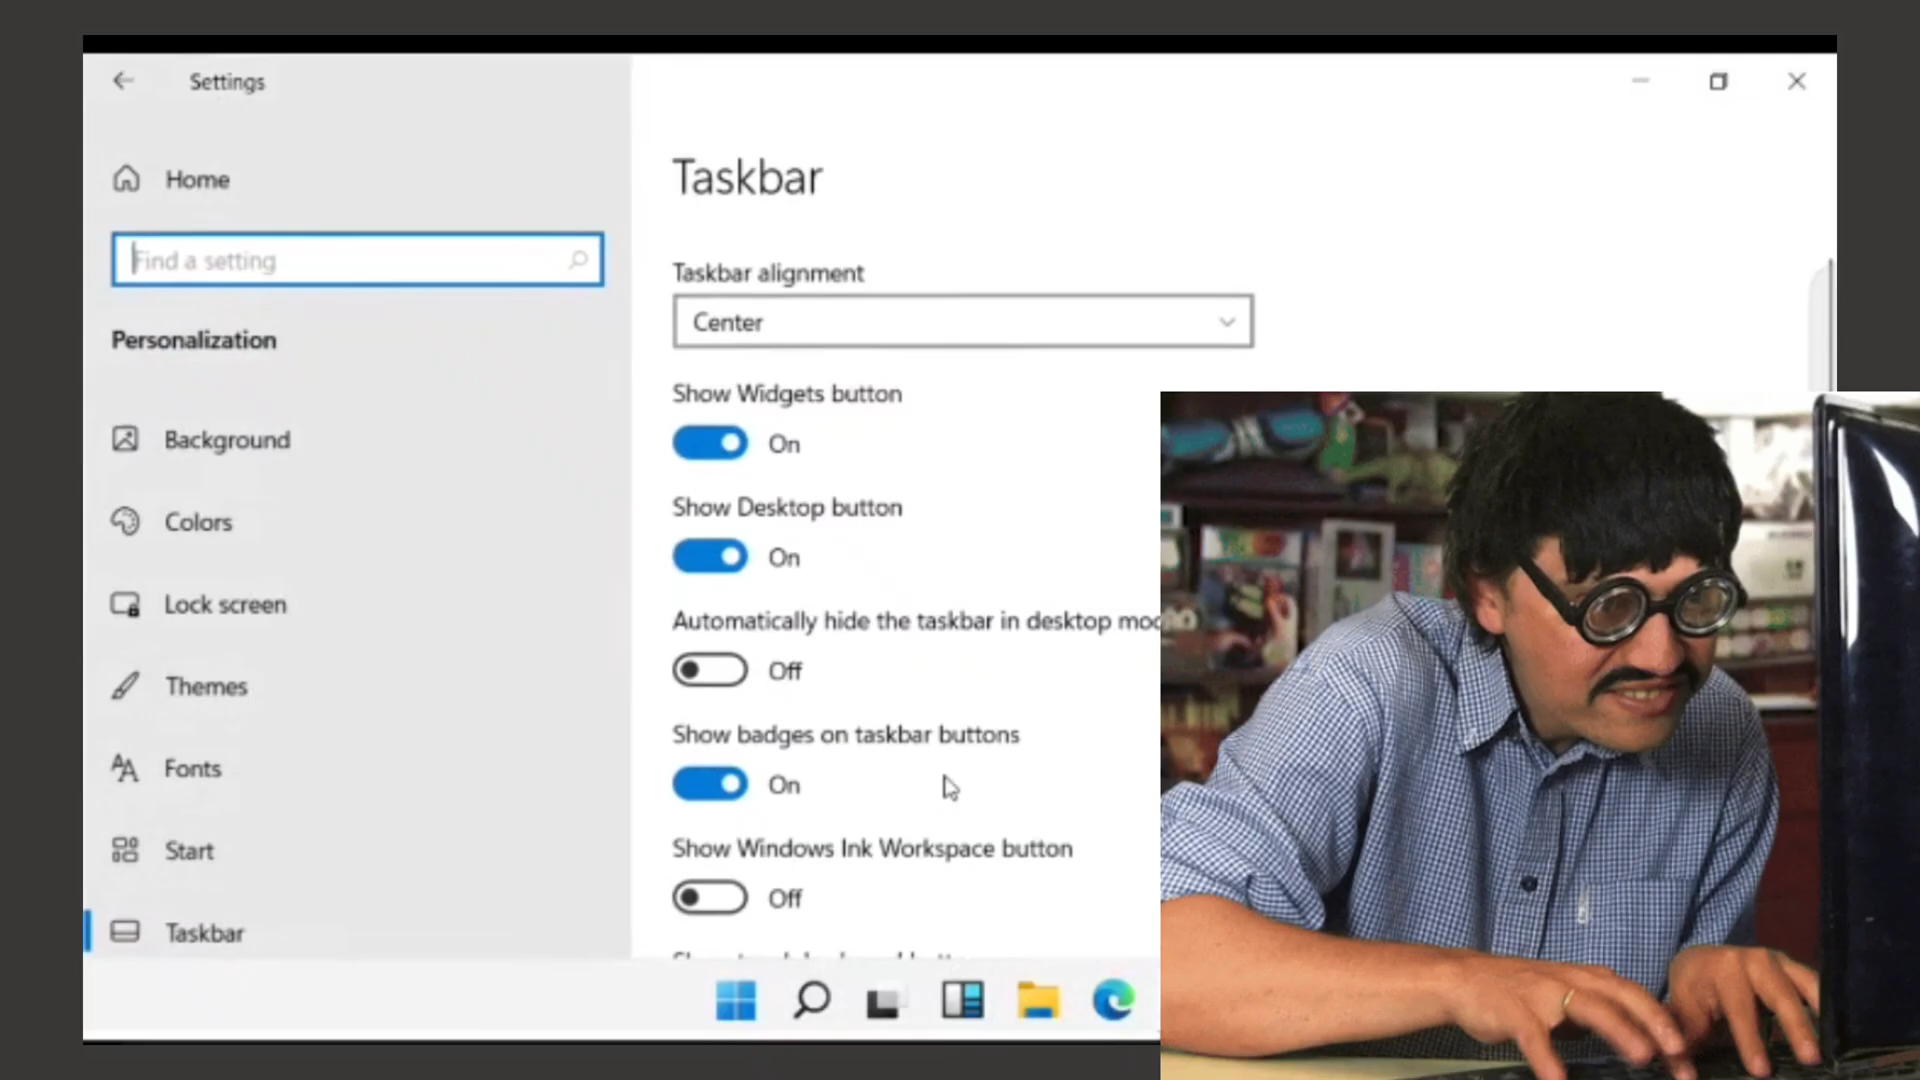 Settings
Home
Find a setting
Personalization
Background
Colors
Lock screen
Themes
Fonts
Start
Taskbar
Taskbar
Taskbar alignment
Center
Show Widgets button
On
Show Desktop button
On
Automatically hide the taskbar in desktop
Off
Show badges on taskbar buttons
On
Show Windows Ink Workspace button
Off